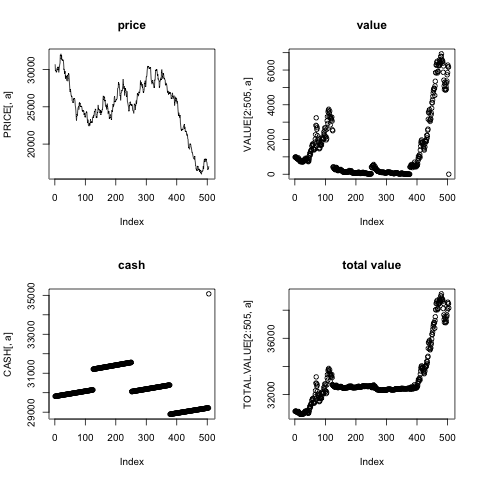 price
PRICE[, a]
30000
25000
20000
0 100 200 300 400 500
Index
value
VALUE[2:505, a]
6000
4000
2000
0
0 100 200 300 400 500
Index
cash
CASH[, a]
35000
33000
31000
29000
0 100 200 300 400 500
Index
total value
TOTAL.VALUE[2:505, a]
36000
32000
0 100 200 300 400 500
Index